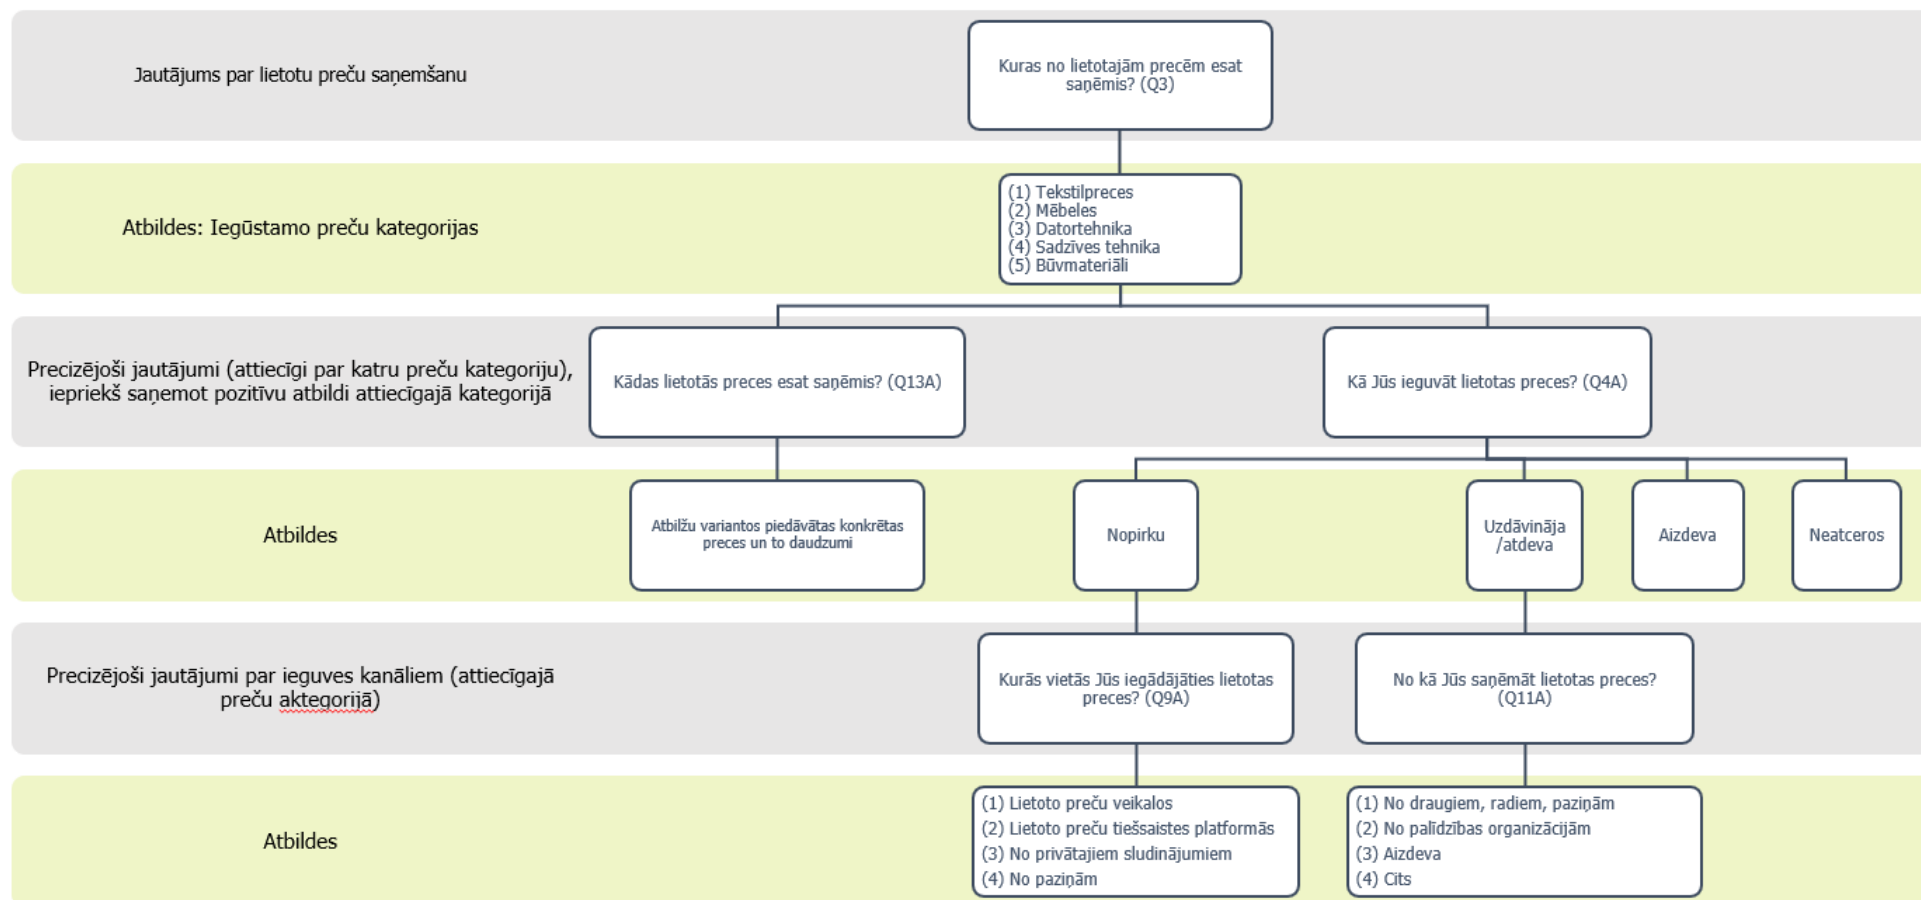 Jautājums par lietotu preču saņemšanu
Kuras no lietotajām precēm esat
saņēmis? (Q3)
Atbildes: Iegūstamo preču kategorijas
(1) Tekstilpreces
(2) Mēbeles
(3) Datortehnika
(4) Sadzīves tehnika
(5) Būvmateriāli
Precizējoši jautājumi (attiecīgi par katru preču kategoriju),
iepriekš saņemot pozitīvu atbildi attiecīgajā kategorijā
Kādas lietotās preces esat saņēmis? (Q13A)
Kā Jūs ieguvāt lietotas preces? (Q4A)
Atbildes
Atbilžu variantos piedāvātas konkrētas
preces un to daudzumi
Nopirku
Uzdāvināja
/atdeva
Aizdeva
Neatceros
Precizējoši jautājumi par ieguves kanāliem (attiecīgajā
preču aktegorijā)
Kurās vietās Jūs iegādājāties lietotas
preces? (Q9A)
No kā Jūs saņēmāt lietotas preces?
(Q11A)
Atbildes
(1) Lietoto preču veikalos
(2) Lietoto preču tiešsaistes platformās
(3) No privātajiem sludinājumiem
(4) No paziņām
(1) No draugiem, radiem, paziņām
(2) No palīdzības organizācijām
(3) Aizdeva
(4) Cits